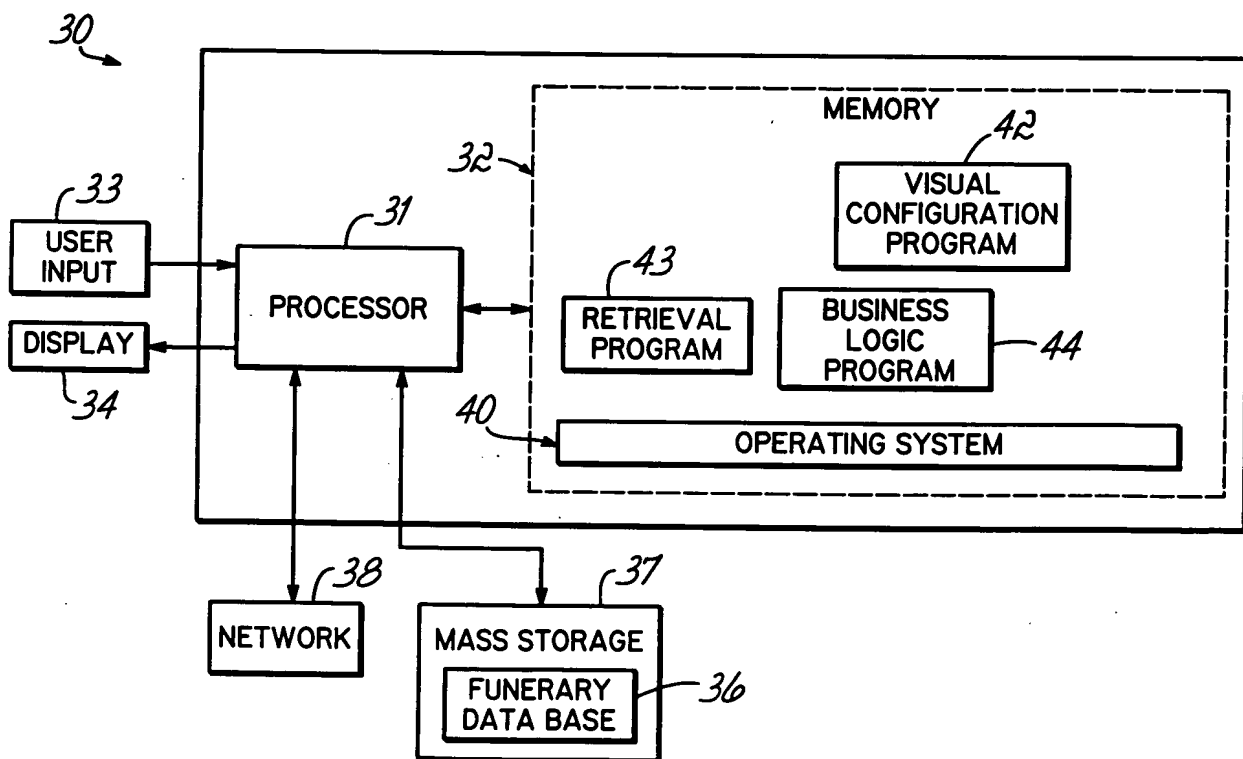 30
MEMORY
32
42
VISUAL
CONFIGURATION
PROGRAM
33
USER
INPUT
31
PROCESSOR
43
RETRIEVAL
PROGRAM
BUSINESS
LOGIC
PROGRAM
44
DISPLAY
34
40
OPERATING SYSTEM
38
NETWORK
37
MASS STORAGE
FUNERARY
DATA BASE
36